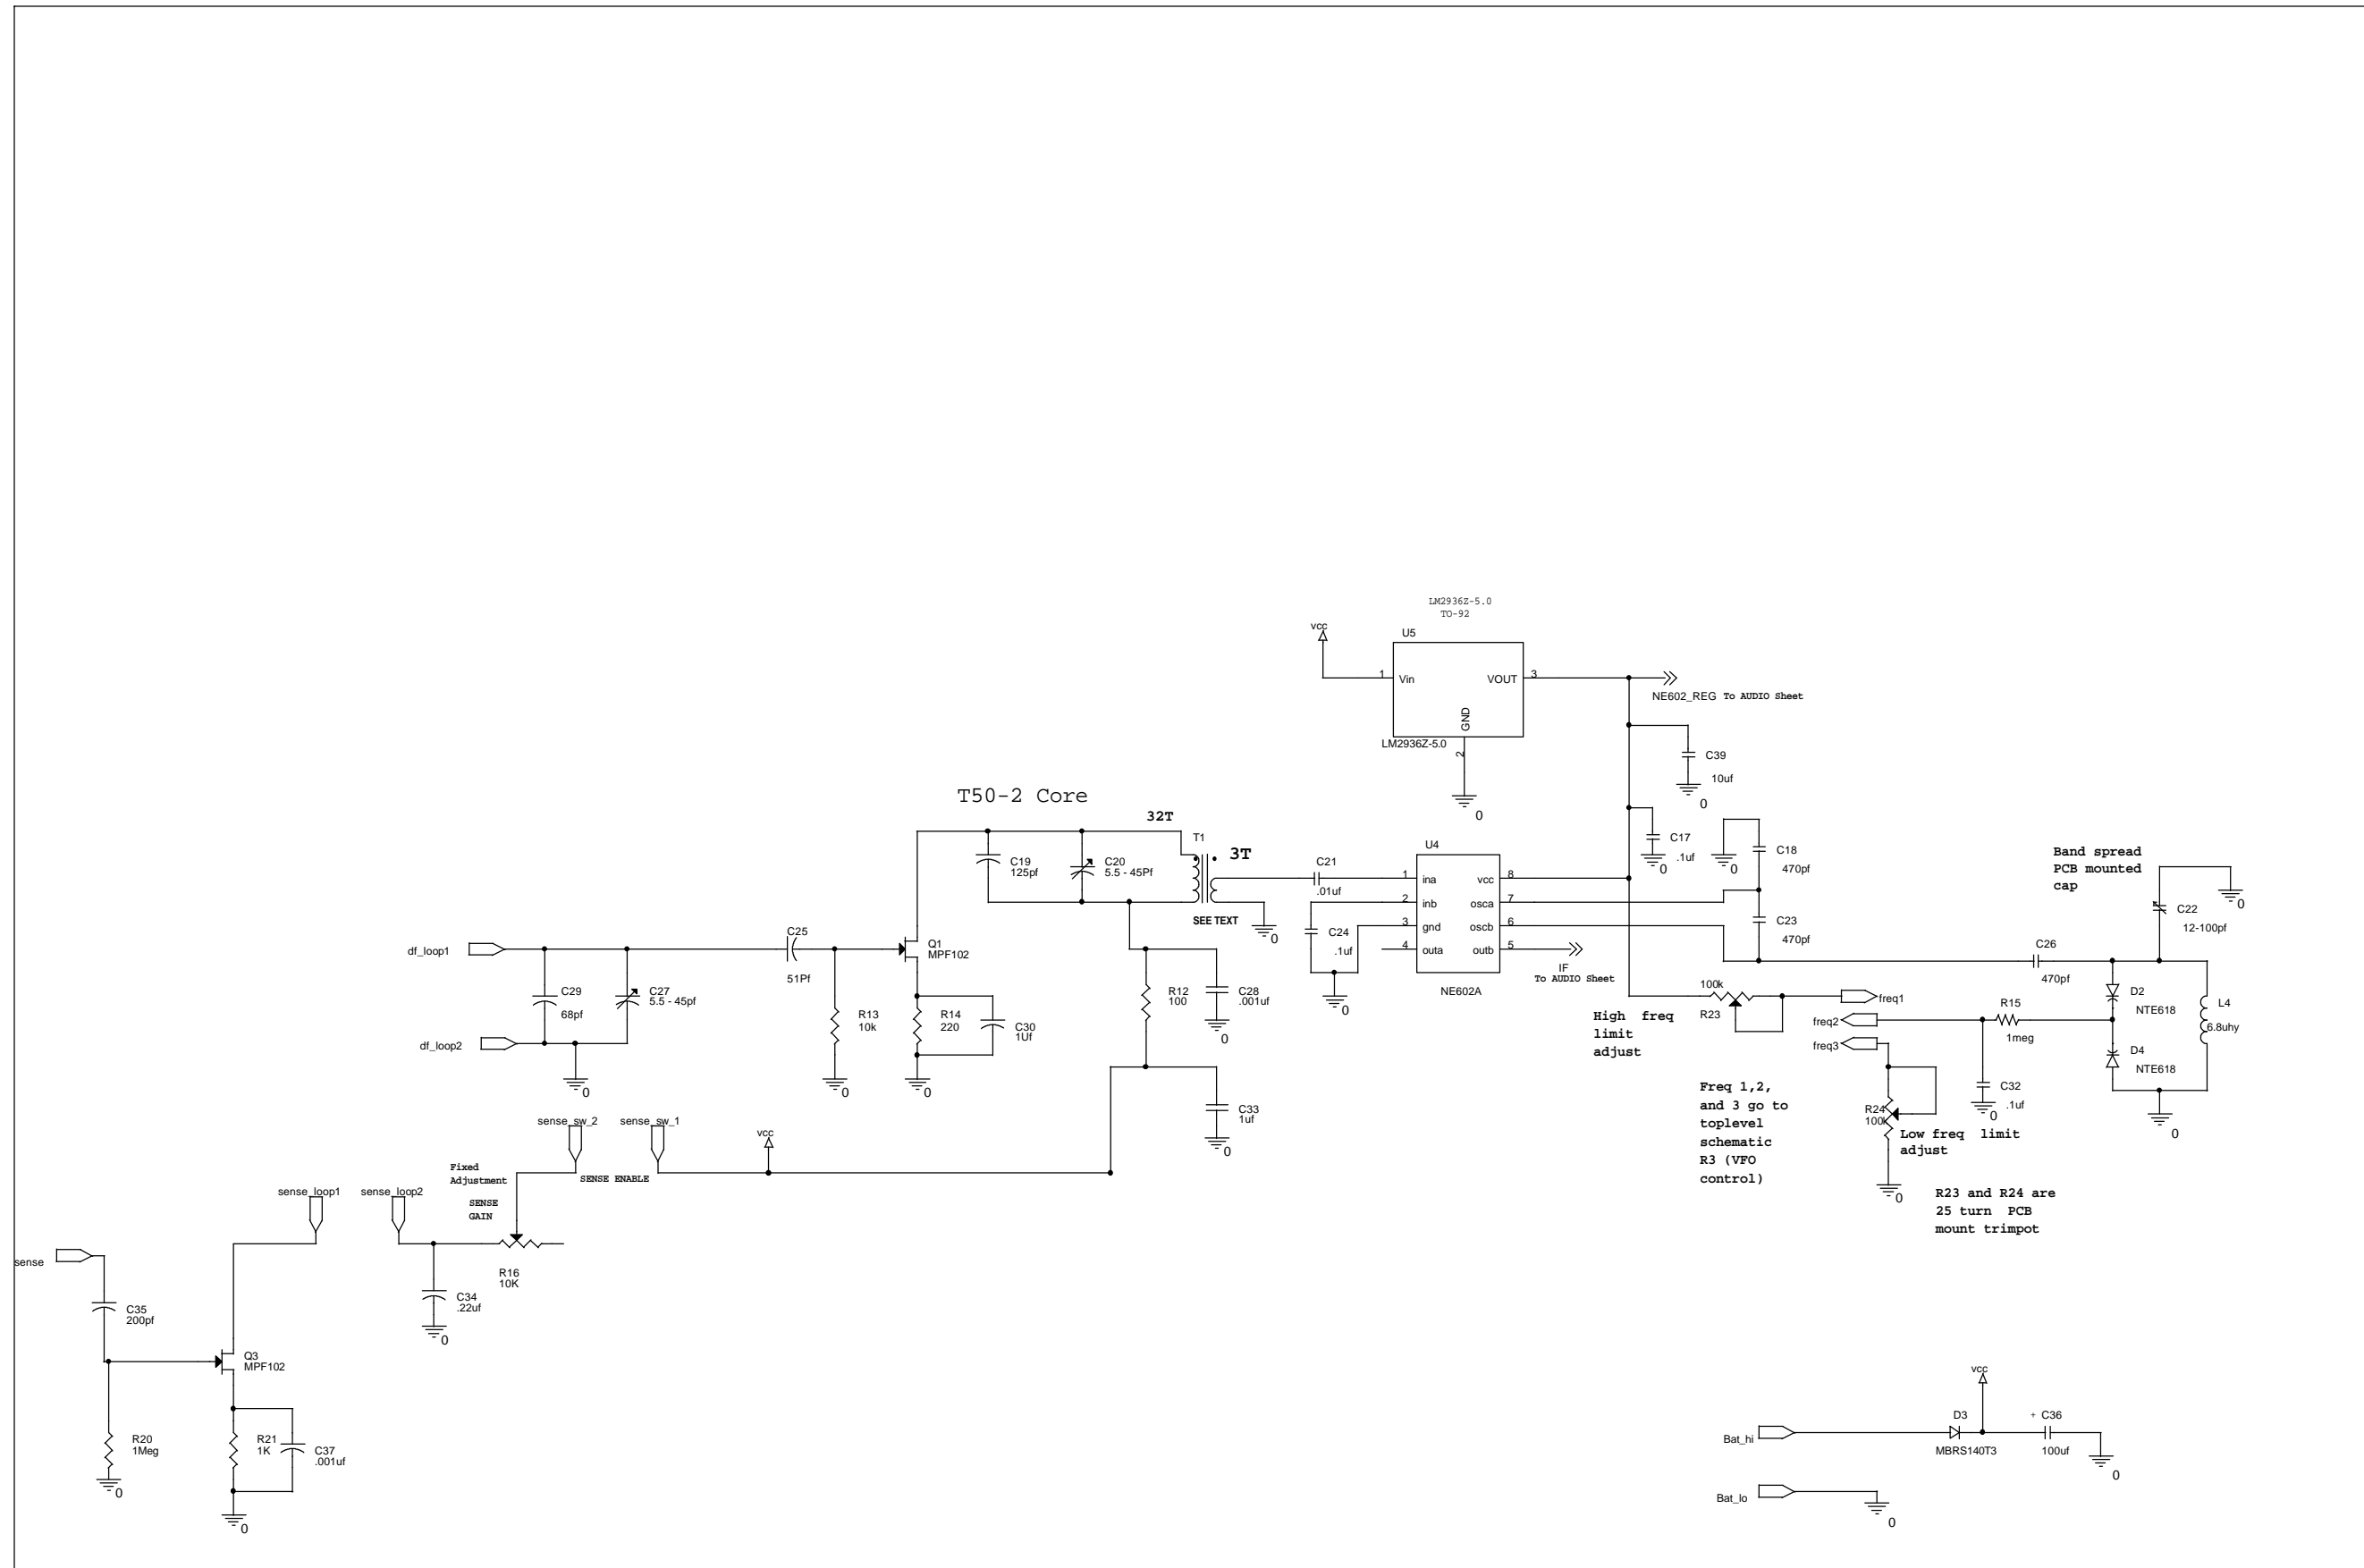 LM2936Z-5.0
TO-92
vcc
U5
1
Vin
VOUT
3
GND
2
LM2936Z-5.0
0
NE602_REG To AUDIO Sheet
C39
10uf
0
T50-2 Core
32T
T1
3T
SEE TEXT
0
C19
125pf
C20
5.5 - 45Pf
C21
.01uf
U4
1
ina
vcc
8
2
inb
osca
7
3
gnd
oscb
6
4
outa
outb
5
NE602A
C24
.1uf
0
IF
To AUDIO Sheet
C17
.1uf
0
0
C18
470pf
C23
470pf
Band spread
PCB mounted
cap
0
C22
12-100pf
C26
470pf
df_loop1
C25
51Pf
Q1
MPF102
C29
68pf
C27
5.5 - 45pf
df_loop2
0
R13
10k
0
R14
220
C30
1Uf
0
R12
100
C28
.001uf
0
C33
1uf
0
100k
R23
High freq
limit
adjust
freq1
freq2
freq3
R15
1meg
D2
NTE618
D4
NTE618
L4
6.8uhy
0
C32
.1uf
0
R24
100k
Low freq limit
adjust
0
Freq 1,2,
and 3 go to
toplevel
schematic
R3 (VFO
control)
R23 and R24 are
25 turn PCB
mount trimpot
sense_sw_2
sense_sw_1
vcc
Fixed
Adjustment
SENSE ENABLE
SENSE
GAIN
sense_loop1
sense_loop2
R16
10K
C34
.22uf
0
sense
C35
200pf
Q3
MPF102
R20
1Meg
0
R21
1K
C37
.001uf
0
vcc
D3
MBRS140T3
+ C36
100uf
0
Bat_hi
Bat_lo
0